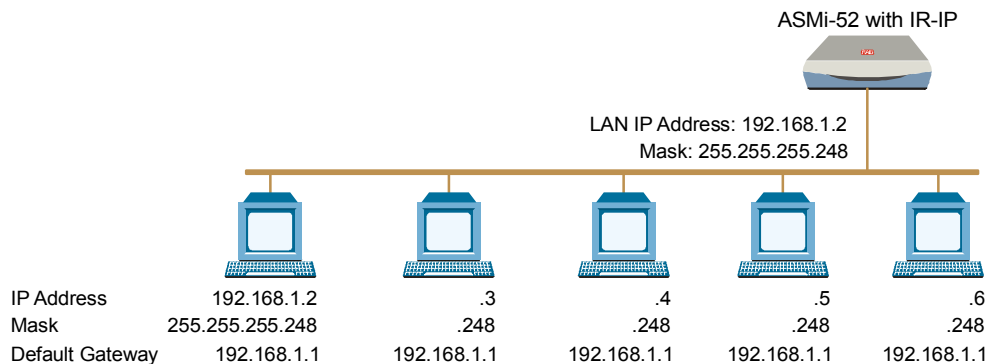 ASMi-52 with IR-IP
RAD
LAN IP Address: 192.168.1.2
Mask: 255.255.255.248
IP Address 192.168.1.2 .3 .4 .5 .6
Mask 255.255.255.248 .248 .248 .248 .248
Default Gateway 192.168.1.1 192.168.1.1 192.168.1.1 192.168.1.1 192.168.1.1